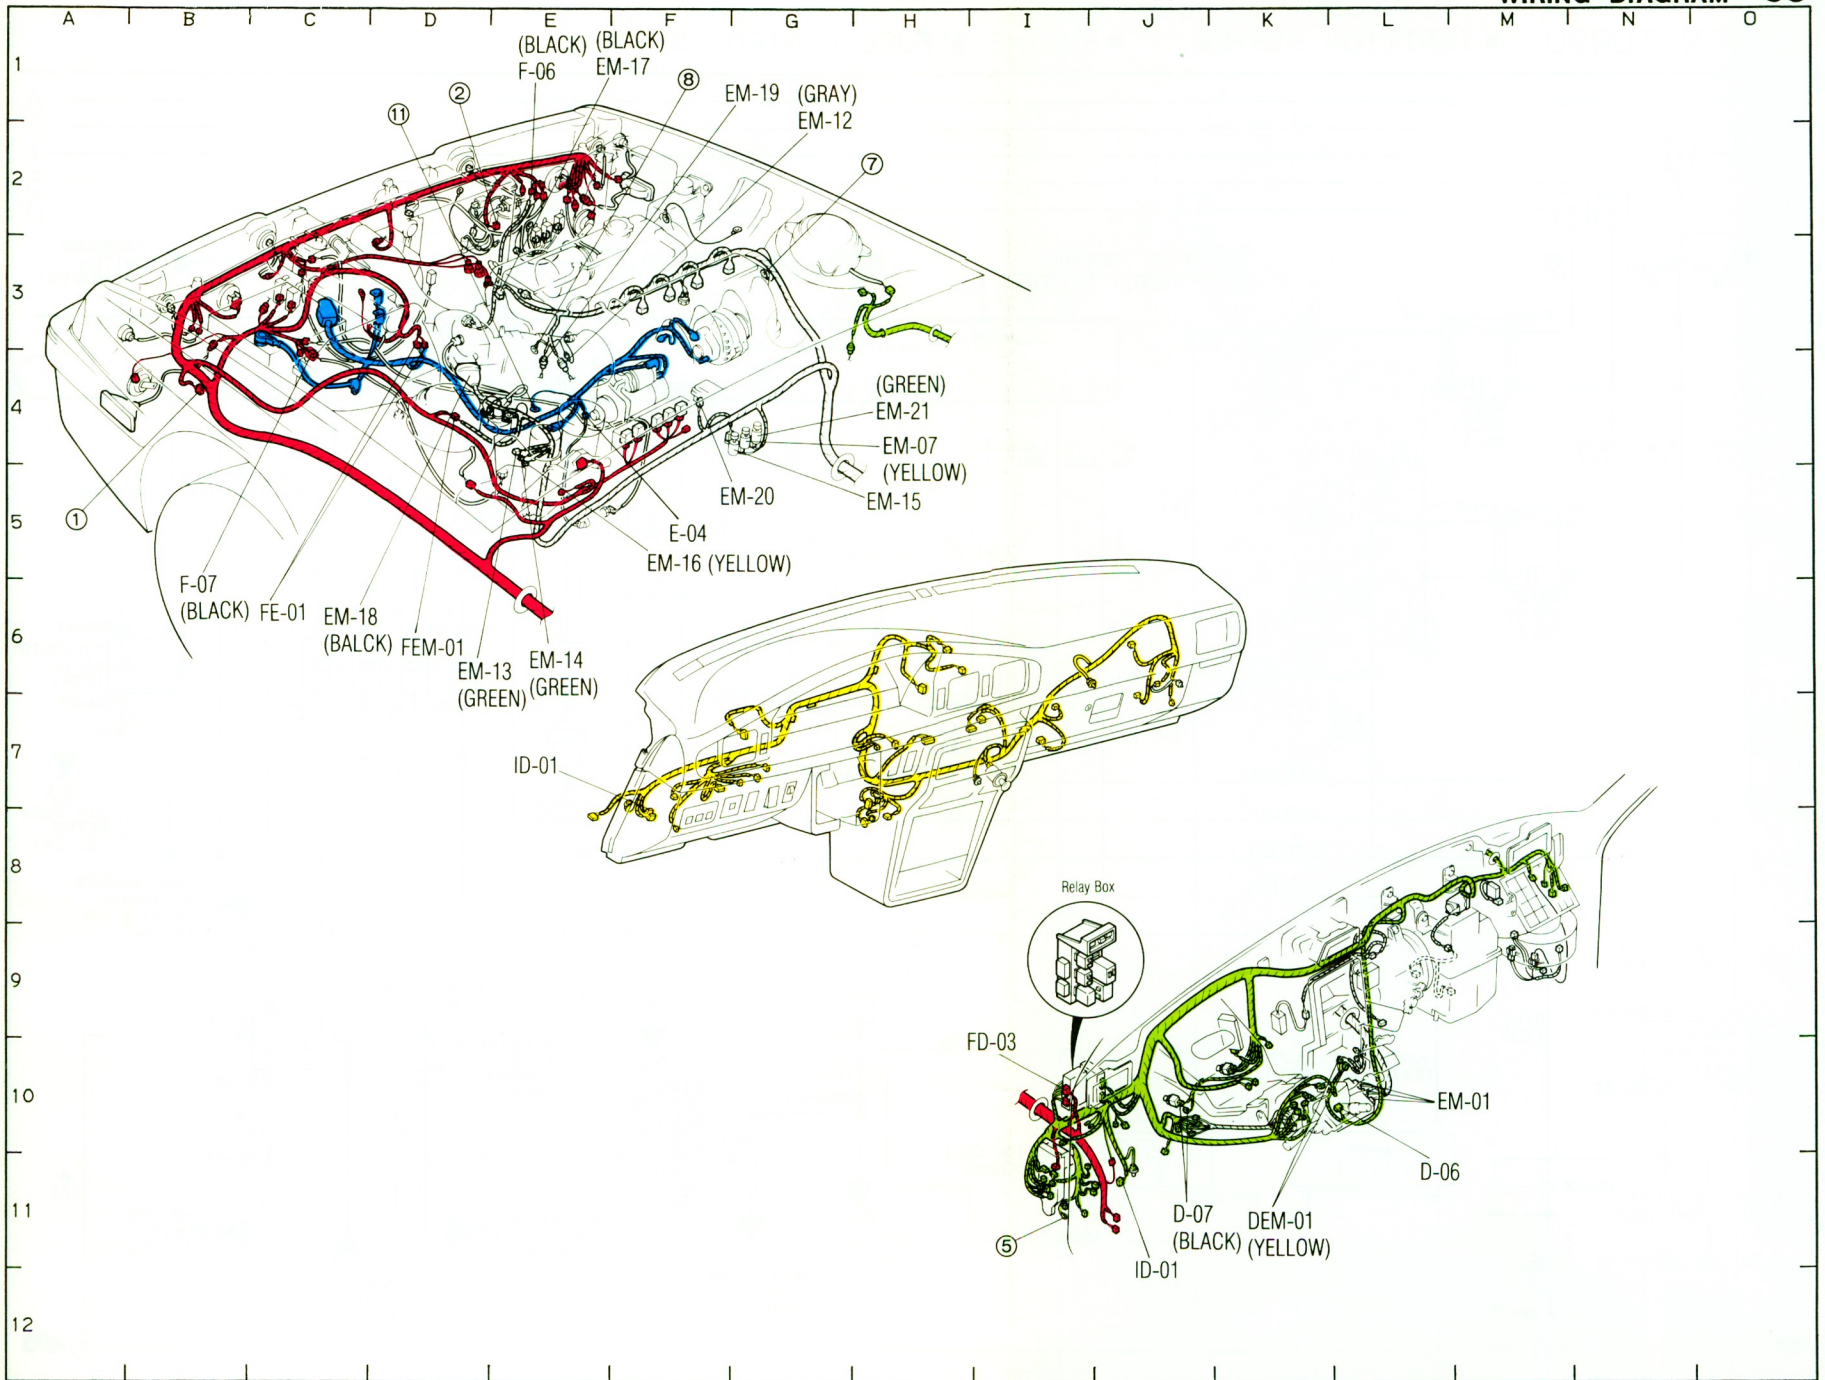 WIRING DIAGRAM
A B C D E F G H I J K L M N O
1
2
3
4
5
6
7
8
9
10
11
12
(BLACK)
F-06
(BLACK)
EM-17
⑧
②
⑪
EM-19
(GRAY)
EM-12
⑦
(GREEN)
EM-21
EM-07
(YELLOW)
EM-15
EM-20
E-04
EM-16 (YELLOW)
①
F-07
(BLACK)
FE-01
EM-18
(BALCK)
FEM-01
EM-13
(GREEN)
EM-14
(GREEN)
ID-01
Relay Box
FD-03
EM-01
D-06
D-07
(BLACK)
DEM-01
(YELLOW)
⑤
ID-01